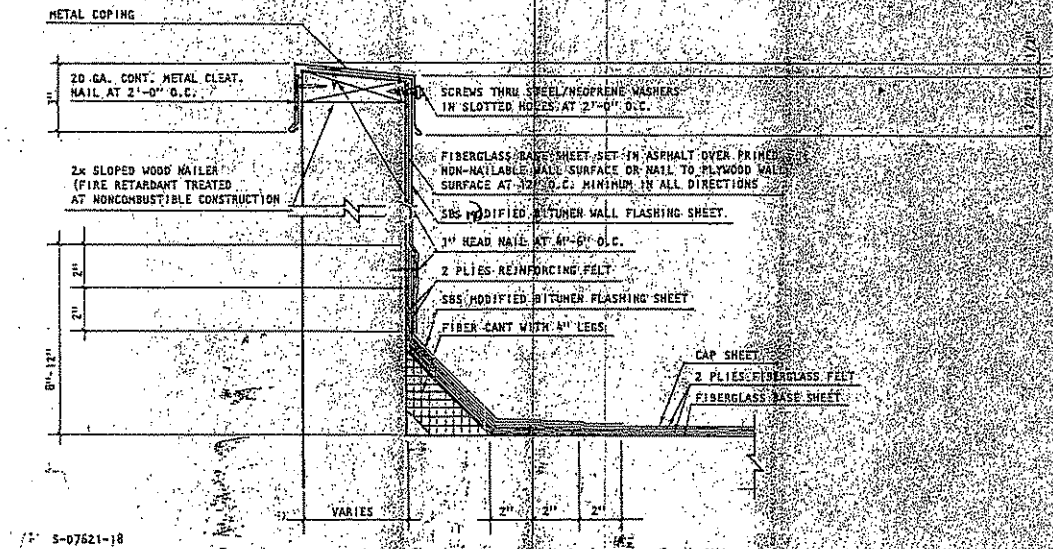 METAL COPING
20 GA. CONT. METAL CLEAT.
NAIL AT 2'-0" O.C.
SCREWS THRU STEEL/NEOPRENE WASHERS
IN SLOTTED HOLES AT 2'-0" O.C.
2x SLOPED WOOD NAILER
(FIRE RETARDANT TREATED
AT NONCOMBUSTIBLE CONSTRUCTION
FIBERGLASS BASE SHEET SET IN ASPHALT OVER PRIMED
NON-NAILABLE WALL SURFACE OR NAIL TO PLYWOOD WALL
SURFACE AT 12" O.C. MINIMUM IN ALL DIRECTIONS
SBS MODIFIED BITUMEN WALL FLASHING SHEET
1" HEAD NAIL AT 4"-6" O.C.
2 PLIES REINFORCING FELT
SBS MODIFIED BITUMEN FLASHING SHEET
FIBER CANT WITH 4" LEGS
CAP SHEET
2 PLIES FIBERGLASS FELT
FIBERGLASS BASE SHEET
2"
2"
8"-12"
VARIES
2"
2"
2"
S-07621-18